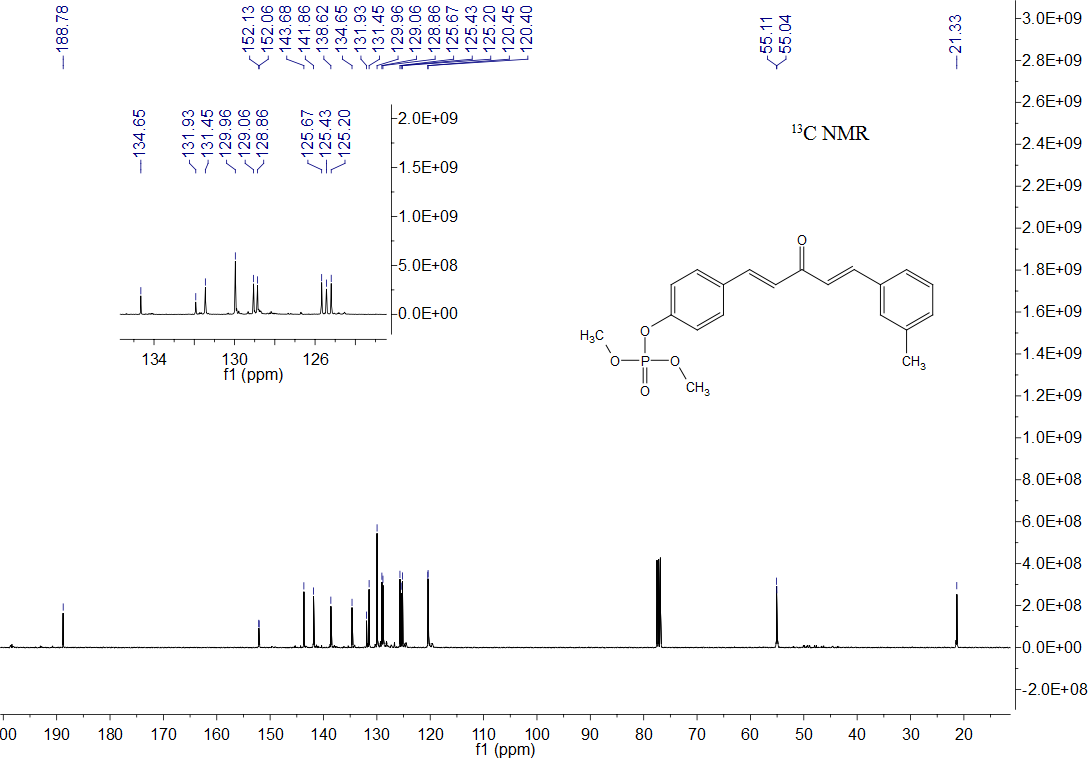 188.78
152.13
152.06
143.68
141.86
138.62
134.65
131.93
131.45
129.96
129.06
128.86
125.67
125.43
125.20
120.45
120.40
55.11
55.04
21.33
134.65
131.93
131.45
129.96
129.06
128.86
125.67
125.43
125.20
2.0E+09
1.5E+09
1.0E+09
5.0E+08
0.0E+00
134 130 126
f1 (ppm)
¹³C NMR
O
O
H₃C
O
P
O
O
CH₃
CH₃
3.0E+09
2.8E+09
2.6E+09
2.4E+09
2.2E+09
2.0E+09
1.8E+09
1.6E+09
1.4E+09
1.2E+09
1.0E+09
8.0E+08
6.0E+08
4.0E+08
2.0E+08
0.0E+00
-2.0E+08
00 190 180 170 160 150 140 130 120 110 100 90 80 70 60 50 40 30 20
f1 (ppm)